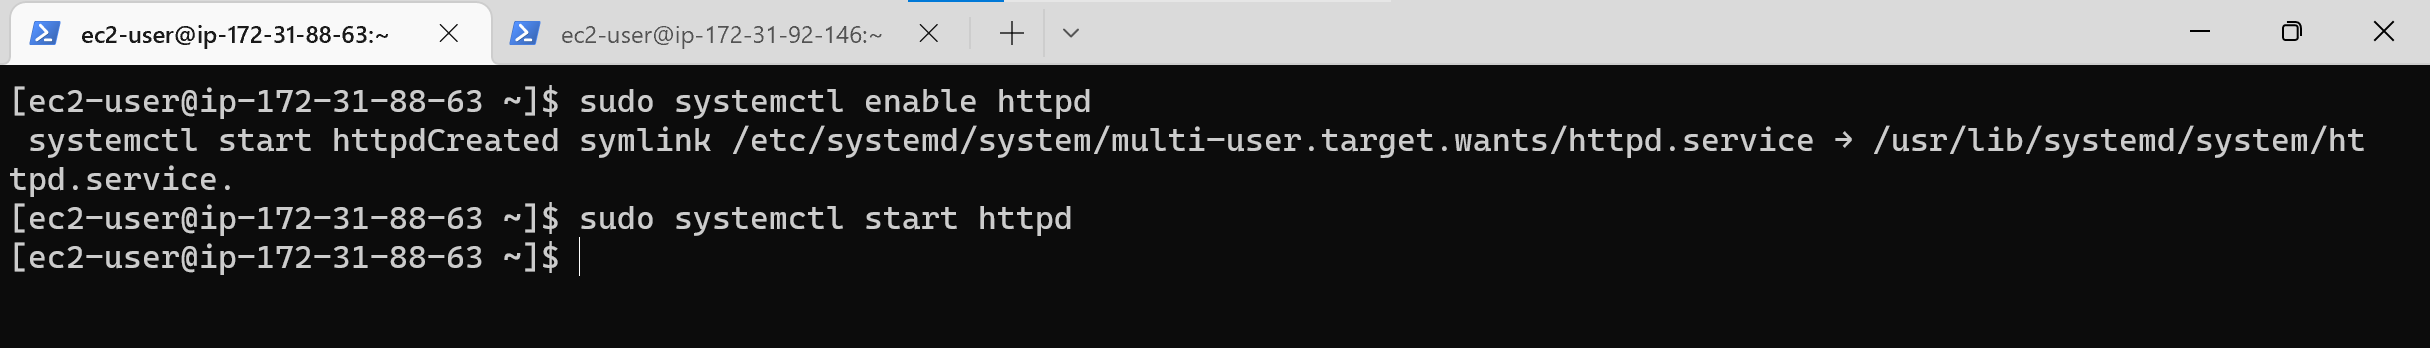 ec2-user@ip-172-31-88-63:~ ec2-user@ip-172-31-92-146:~
[ec2-user@ip-172-31-88-63 ~]$ sudo systemctl enable httpd
 systemctl start httpdCreated symlink /etc/systemd/system/multi-user.target.wants/httpd.service → /usr/lib/systemd/system/ht
tpd.service.
[ec2-user@ip-172-31-88-63 ~]$ sudo systemctl start httpd
[ec2-user@ip-172-31-88-63 ~]$